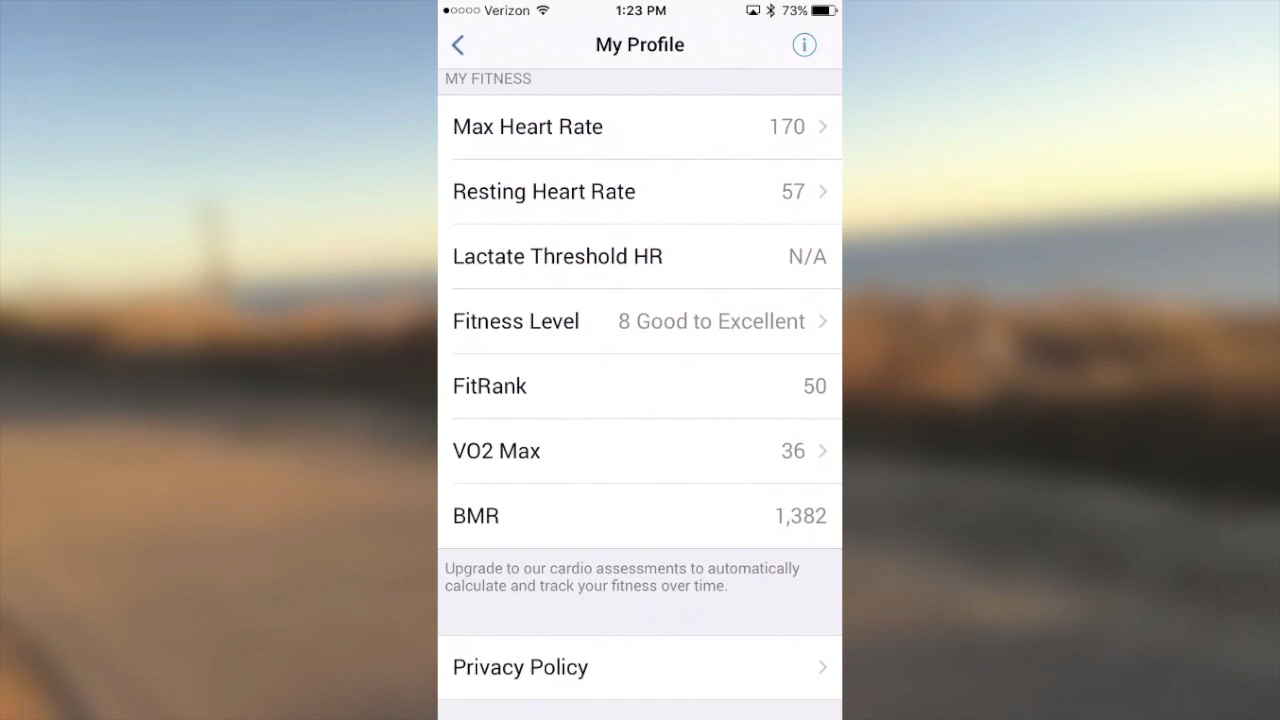 Verizon 1:23 PM 73%
My Profile
MY FITNESS
Max Heart Rate 170
Resting Heart Rate 57
Lactate Threshold HR N/A
Fitness Level 8 Good to Excellent
FitRank 50
VO2 Max 36
BMR 1,382
Upgrade to our cardio assessments to automatically
calculate and track your fitness over time.
Privacy Policy